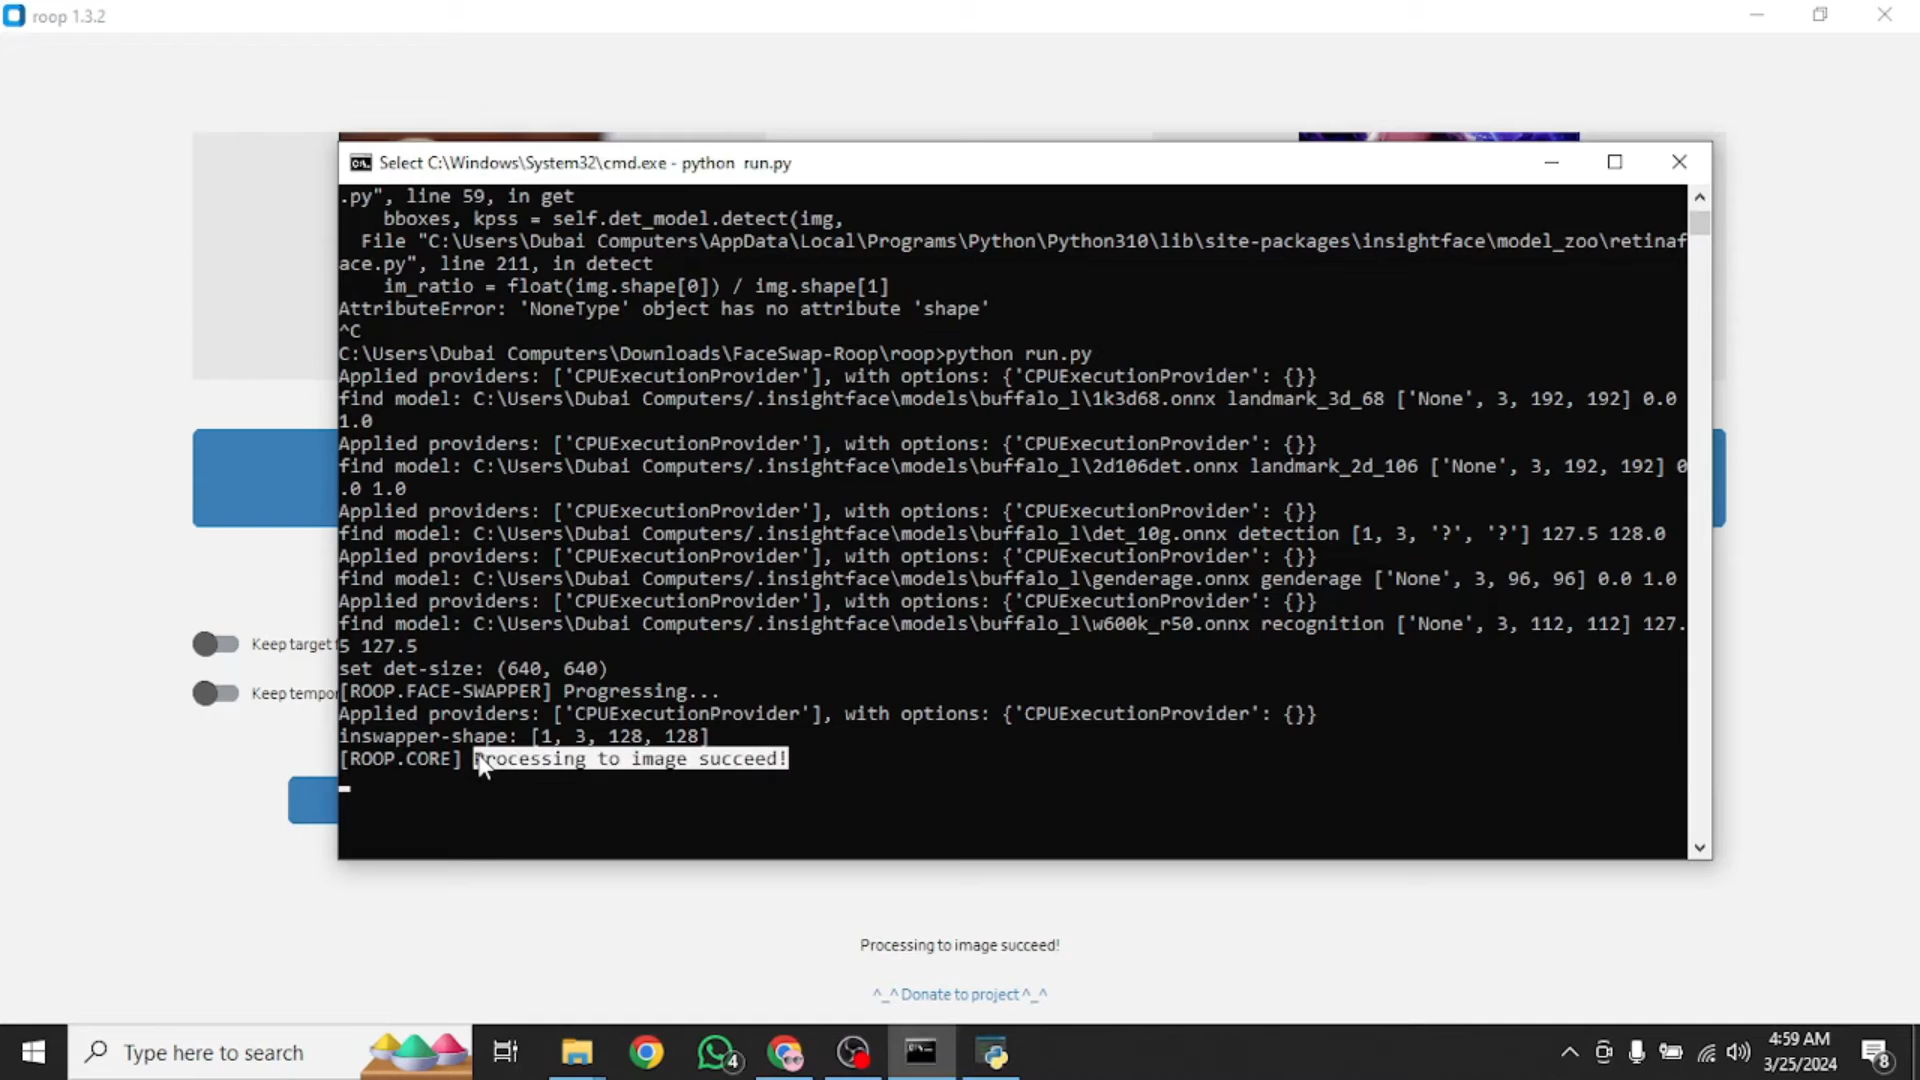 roop 1.3.2
Select C:\Windows\System32\cmd.exe - python  run.py
.py", line 59, in get
    bboxes, kpss = self.det_model.detect(img,
  File "C:\Users\Dubai Computers\AppData\Local\Programs\Python\Python310\lib\site-packages\insightface\model_zoo\retinaf
ace.py", line 211, in detect
    im_ratio = float(img.shape[0]) / img.shape[1]
AttributeError: 'NoneType' object has no attribute 'shape'
^C
C:\Users\Dubai Computers\Downloads\FaceSwap-Roop\roop>python run.py
Applied providers: ['CPUExecutionProvider'], with options: {'CPUExecutionProvider': {}}
find model: C:\Users\Dubai Computers/.insightface\models\buffalo_l\1k3d68.onnx landmark_3d_68 ['None', 3, 192, 192] 0.0
1.0
Applied providers: ['CPUExecutionProvider'], with options: {'CPUExecutionProvider': {}}
find model: C:\Users\Dubai Computers/.insightface\models\buffalo_l\2d106det.onnx landmark_2d_106 ['None', 3, 192, 192] 0
.0 1.0
Applied providers: ['CPUExecutionProvider'], with options: {'CPUExecutionProvider': {}}
find model: C:\Users\Dubai Computers/.insightface\models\buffalo_l\det_10g.onnx detection [1, 3, '?', '?'] 127.5 128.0
Applied providers: ['CPUExecutionProvider'], with options: {'CPUExecutionProvider': {}}
find model: C:\Users\Dubai Computers/.insightface\models\buffalo_l\genderage.onnx genderage ['None', 3, 96, 96] 0.0 1.0
Applied providers: ['CPUExecutionProvider'], with options: {'CPUExecutionProvider': {}}
find model: C:\Users\Dubai Computers/.insightface\models\buffalo_l\w600k_r50.onnx recognition ['None', 3, 112, 112] 127.
5 127.5
set det-size: (640, 640)
[ROOP.FACE-SWAPPER] Progressing...
Applied providers: ['CPUExecutionProvider'], with options: {'CPUExecutionProvider': {}}
inswapper-shape: [1, 3, 128, 128]
[ROOP.CORE] Processing to image succeed!
Keep target
Processing to image succeed!
^_^ Donate to project ^_^
Type here to search
4
4:59 AM
3/25/2024
8